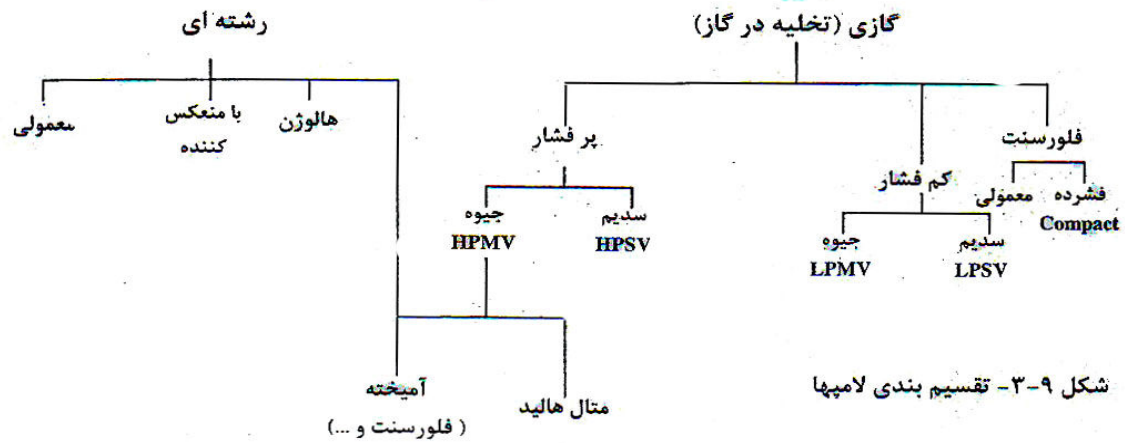 گازی (تخلیه در گاز)
رشته ای
فلورسنت
فشرده
Compact
معمولی
کم فشار
سدیم
LPSV
جیوه
LPMV
پر فشار
سدیم
HPSV
جیوه
HPMV
هالوژن
با منعکس
کننده
معمولی
متال هالید
آمیخته
( فلورسنت و ...)
شکل ۹-۳- تقسیم بندی لامپها